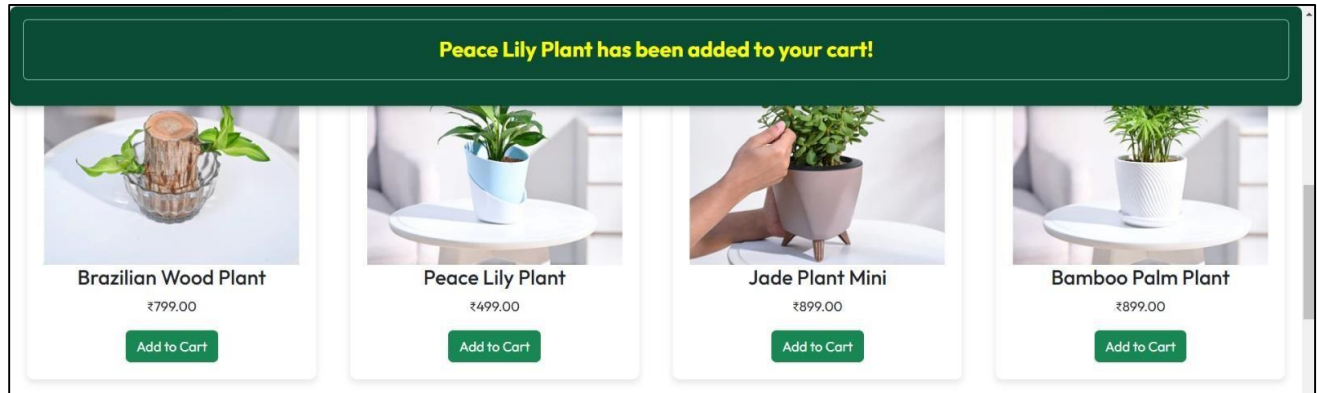 Peace Lily Plant has been added to your cart!
Brazilian Wood Plant
₹799.00
Add to Cart
Peace Lily Plant
₹499.00
Add to Cart
Jade Plant Mini
₹899.00
Add to Cart
Bamboo Palm Plant
₹899.00
Add to Cart